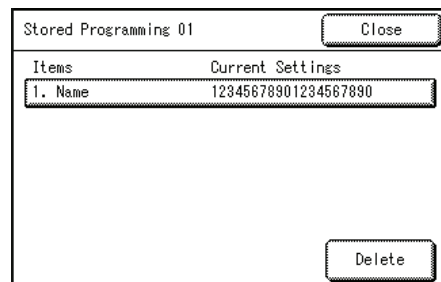 Stored Programming 01 Close
Items Current Settings
1. Name 12345678901234567890
Delete